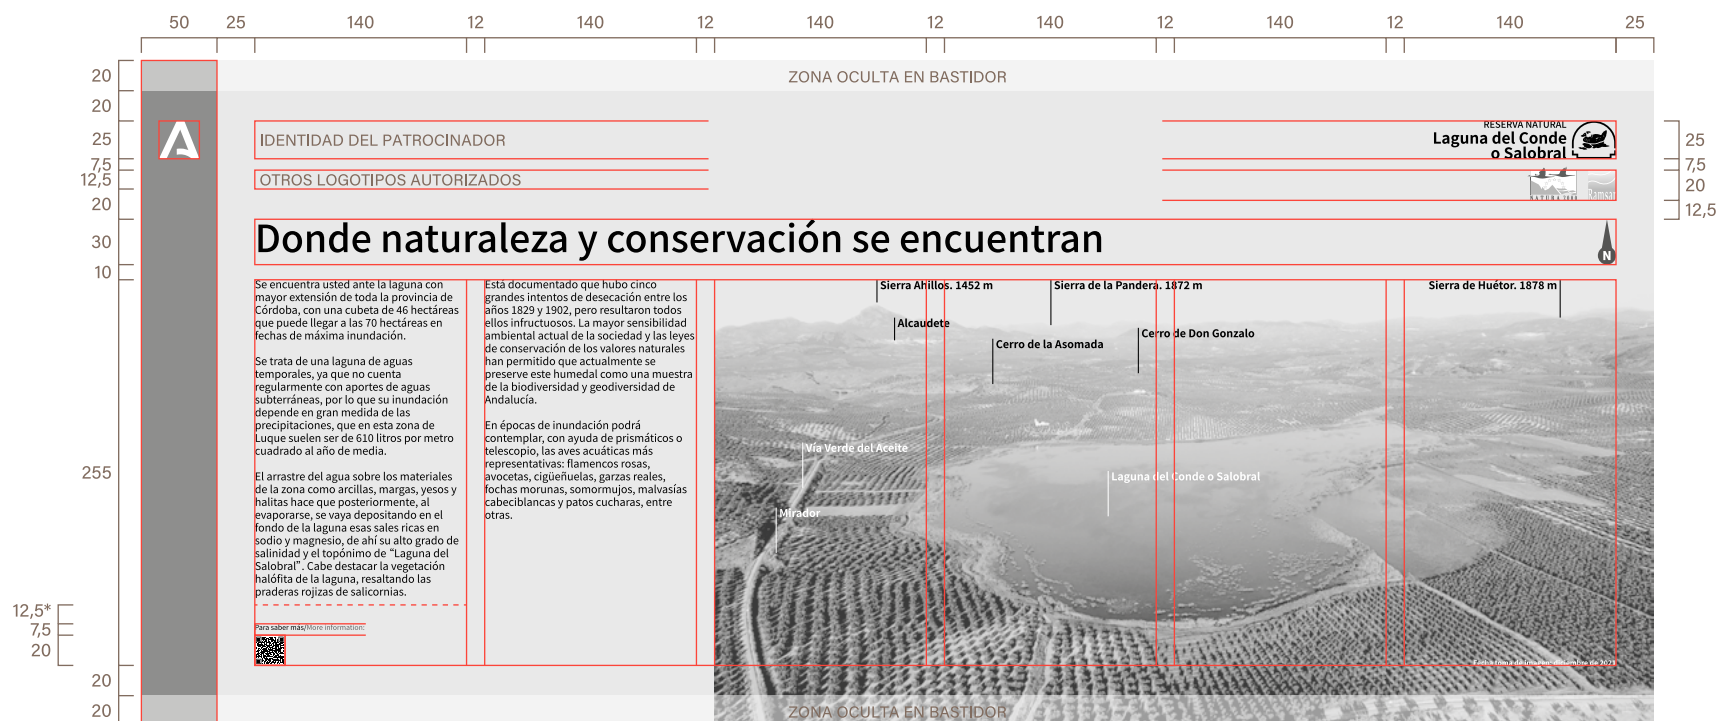 50 25 140 12 140 12 140 12 140 12 140 12 140 25
20
ZONA OCULTA EN BASTIDOR
20
25
IDENTIDAD DEL PATROCINADOR
RESERVA NATURAL
Laguna del Conde
o Salobral
25
7,5
7,5
12,5
OTROS LOGOTIPOS AUTORIZADOS
NATURA 2000
Ramsar
20
20
12,5
30
Donde naturaleza y conservación se encuentran
N
10
Se encuentra usted ante la laguna con
mayor extensión de toda la provincia de
Córdoba, con una cubeta de 46 hectáreas
que puede llegar a las 70 hectáreas en
fechas de máxima inundación.
Se trata de una laguna de aguas
temporales, ya que no cuenta
regularmente con aportes de aguas
subterráneas, por lo que su inundación
depende en gran medida de las
precipitaciones, que en esta zona de
Luque suelen ser de 610 litros por metro
cuadrado al año de media.
El arrastre del agua sobre los materiales
de la zona como arcillas, margas, yesos y
halitas hace que posteriormente, al
evaporarse, se vaya depositando en el
fondo de la laguna esas sales ricas en
sodio y magnesio, de ahí su alto grado de
salinidad y el topónimo de “Laguna del
Salobral”. Cabe destacar la vegetación
halófita de la laguna, resaltando las
praderas rojizas de salicornias.
Está documentado que hubo cinco
grandes intentos de desecación entre los
años 1829 y 1902, pero resultaron todos
ellos infructuosos. La mayor sensibilidad
ambiental actual de la sociedad y las leyes
de conservación de los valores naturales
han permitido que actualmente se
preserve este humedal como una muestra
de la biodiversidad y geodiversidad de
Andalucía.
En épocas de inundación podrá
contemplar, con ayuda de prismáticos o
telescopio, las aves acuáticas más
representativas: flamencos rosas,
avocetas, cigüeñuelas, garzas reales,
fochas morunas, somormujos, malvasías
cabeciblancas y patos cucharas, entre
otras.
Sierra Ahillos. 1452 m
Sierra de la Pandera. 1872 m
Sierra de Huétor. 1878 m
Alcaudete
Cerro de Don Gonzalo
Cerro de la Asomada
Vía Verde del Aceite
Laguna del Conde o Salobral
Mirador
255
12,5*
7,5
20
Para saber más/More information:
Fecha toma de imagen: diciembre de 2021
20
20
ZONA OCULTA EN BASTIDOR